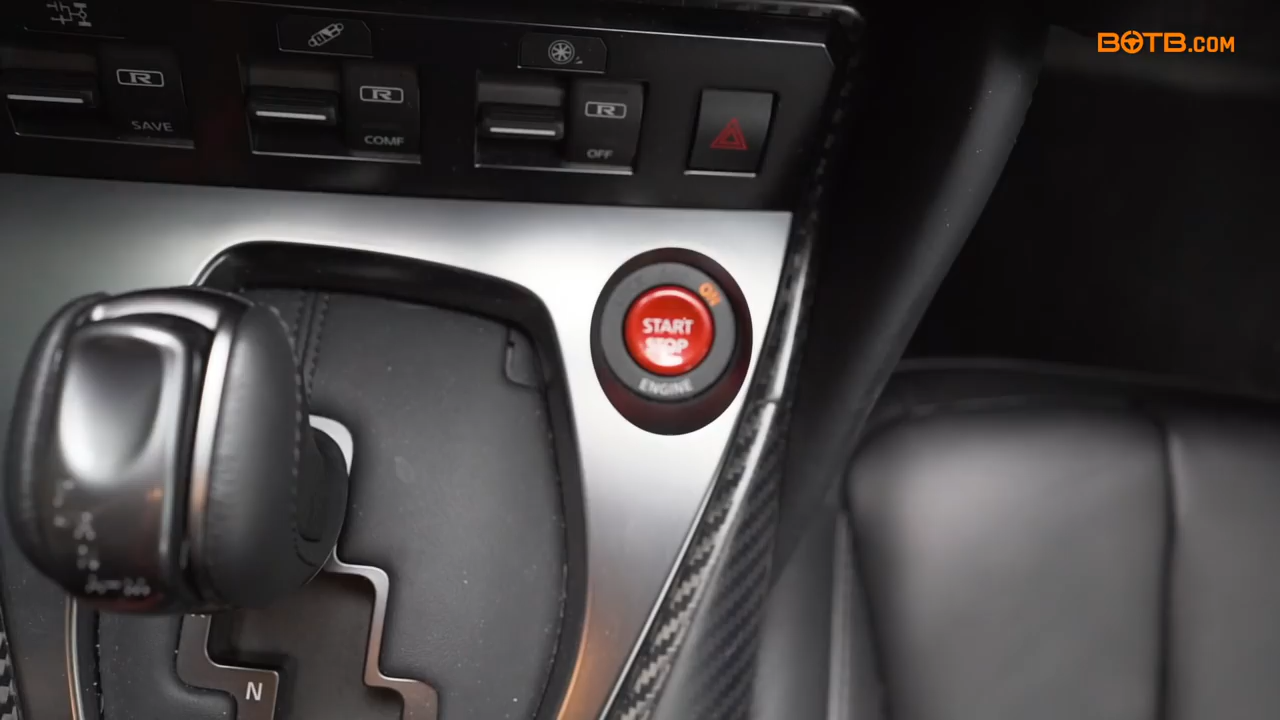 BOTB.COM
R
SAVE
R
COMF
R
OFF
ON
START
STOP
ENGINE
N